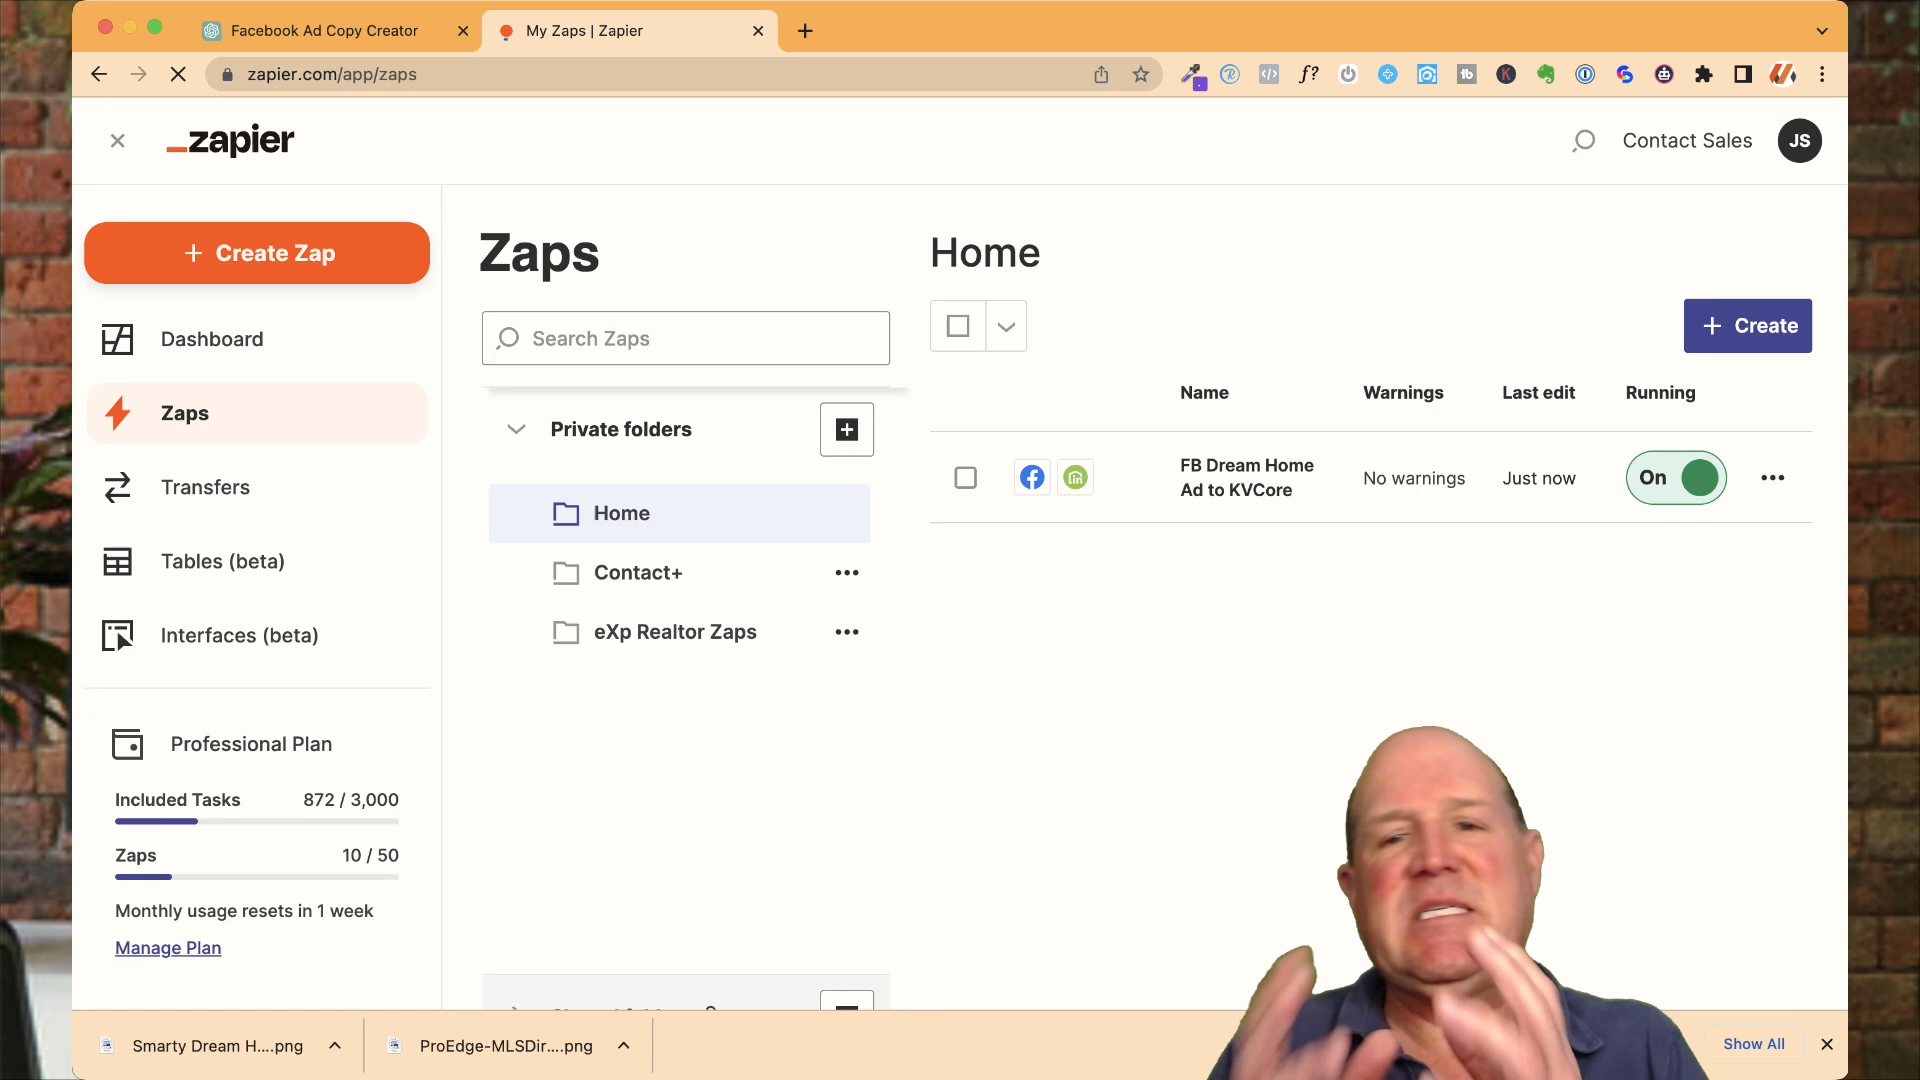 Facebook Ad Copy Creator
My Zaps | Zapier
zapier.com/app/zaps
zapier
Contact Sales
JS
+ Create Zap
Dashboard
Zaps
Transfers
Tables (beta)
Interfaces (beta)
Professional Plan
Included Tasks 872 / 3,000
Zaps 10 / 50
Monthly usage resets in 1 week
Manage Plan
Zaps
Search Zaps
Private folders
Home
Contact+
eXp Realtor Zaps
Home
+ Create
Name Warnings Last edit Running
FB Dream Home
Ad to KVCore
No warnings
Just now
On
Smarty Dream H....png
ProEdge-MLSDir....png
Show All